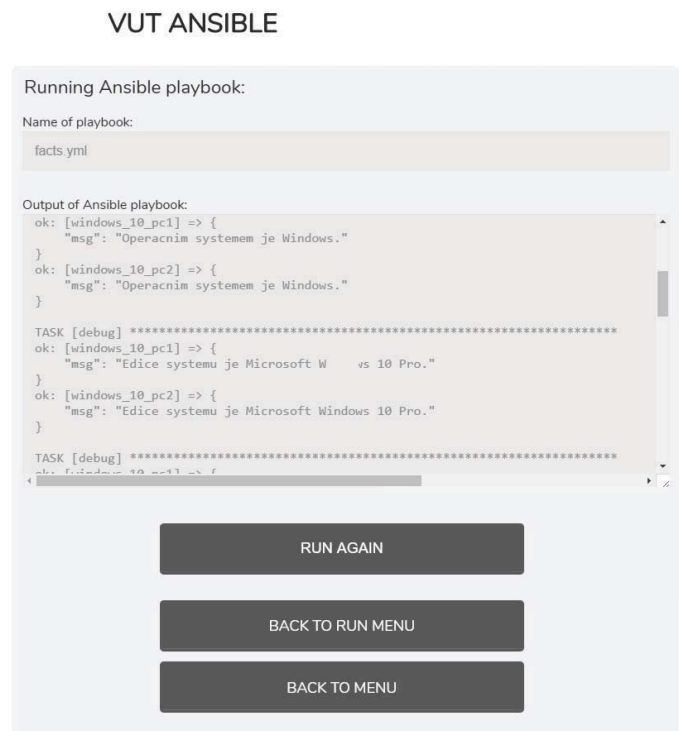 VUT ANSIBLE
Running Ansible playbook:
Name of playbook:
facts.yml
Output of Ansible playbook:
ok: [windows_10_pc1] => {
"msg": "Operacnim systemem je Windows."
}
ok: [windows_10_pc2] => {
"msg": "Operacnim systemem je Windows."
}
TASK [debug] *******************************************************************
ok: [windows_10_pc1] => {
"msg": "Edice systemu je Microsoft 10 Pro."
}
ok: [windows_10_pc2] => {
"msg": "Edice systemu je Microsoft Windows 10 Pro."
}
TASK [debug] *******************************************************************
RUN AGAIN
BACK TO RUN MENU
BACK TO MENU